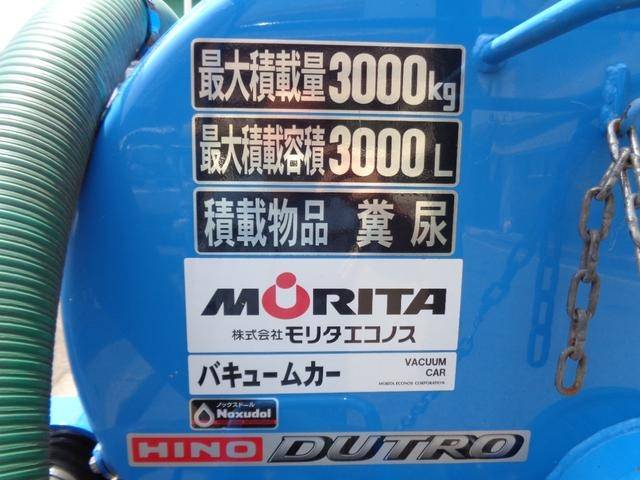 最大積載量3000kg
最大積載容積3000L
積載物品 糞尿
MORITA
株式会社モリタエコノス
バキュームカー VACUUM CAR
MORITA ECONOS CORPORATION
ノックスドール
Noxudol
HINO DUTRO